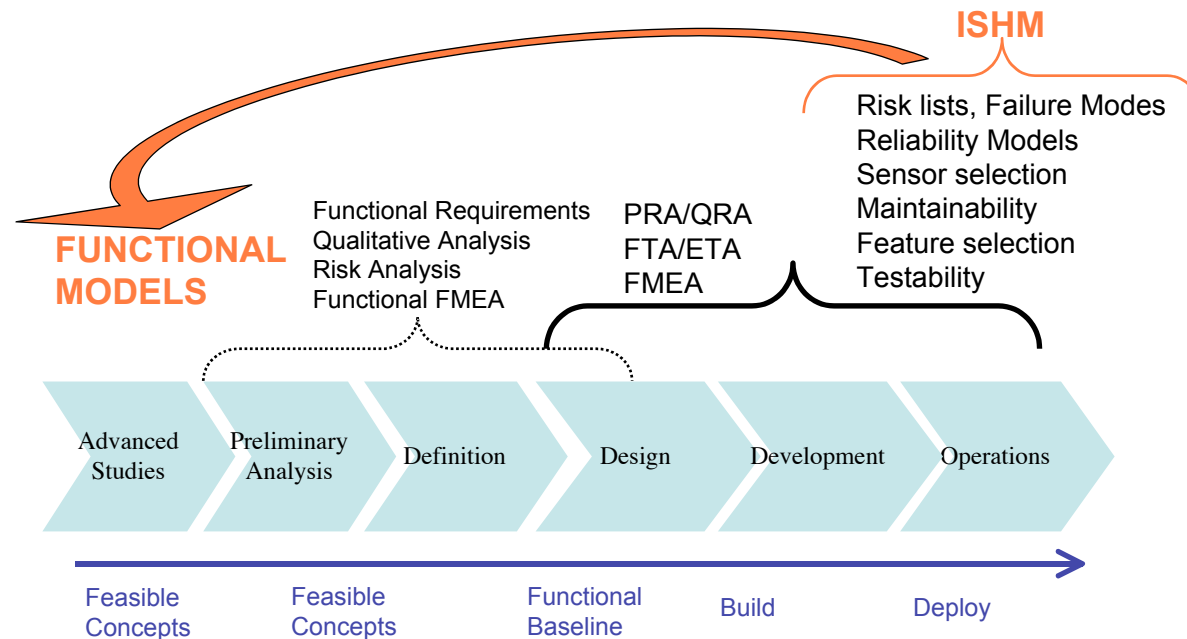 ISHM
Risk lists, Failure Modes
Reliability Models
Sensor selection
Maintainability
Feature selection
Testability
FUNCTIONAL
MODELS
Functional Requirements
Qualitative Analysis
Risk Analysis
Functional FMEA
PRA/QRA
FTA/ETA
FMEA
Advanced
Studies
Preliminary
Analysis
Definition
Design
Development
Operations
Feasible
Concepts
Feasible
Concepts
Functional
Baseline
Build
Deploy